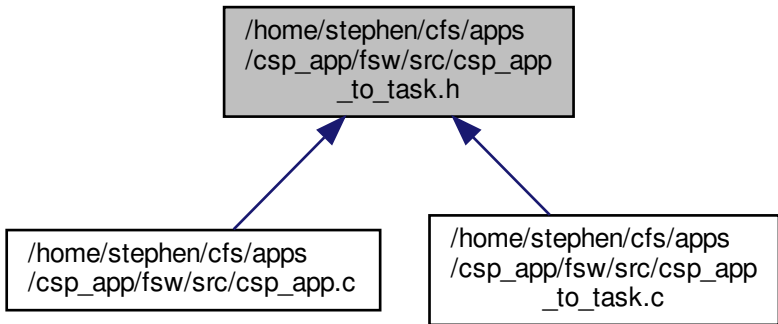 /home/stephen/cfs/apps
/csp_app/fsw/src/csp_app
_to_task.h
/home/stephen/cfs/apps
/csp_app/fsw/src/csp_app.c
/home/stephen/cfs/apps
/csp_app/fsw/src/csp_app
_to_task.c